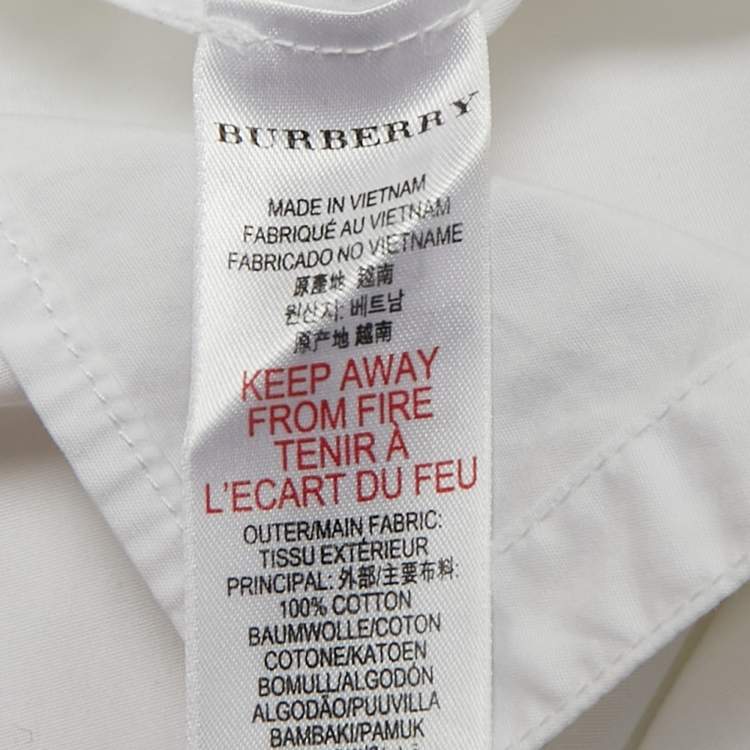 BURBERRY
MADE IN VIETNAM
FABRIQUÉ AU VIETNAM
FABRICADO NO VIETNAME
原產地 越南
원산지: 베트남
原产地 越南
KEEP AWAY
FROM FIRE
TENIR À
L'ECART DU FEU
OUTER/MAIN FABRIC:
TISSU EXTÉRIEUR
PRINCIPAL: 外部/主要布料:
100% COTTON
BAUMWOLLE/COTON
COTONE/KATOEN
BOMULL/ALGODÓN
ALGODÃO/PUUVILLA
BAMBAKI/PAMUK